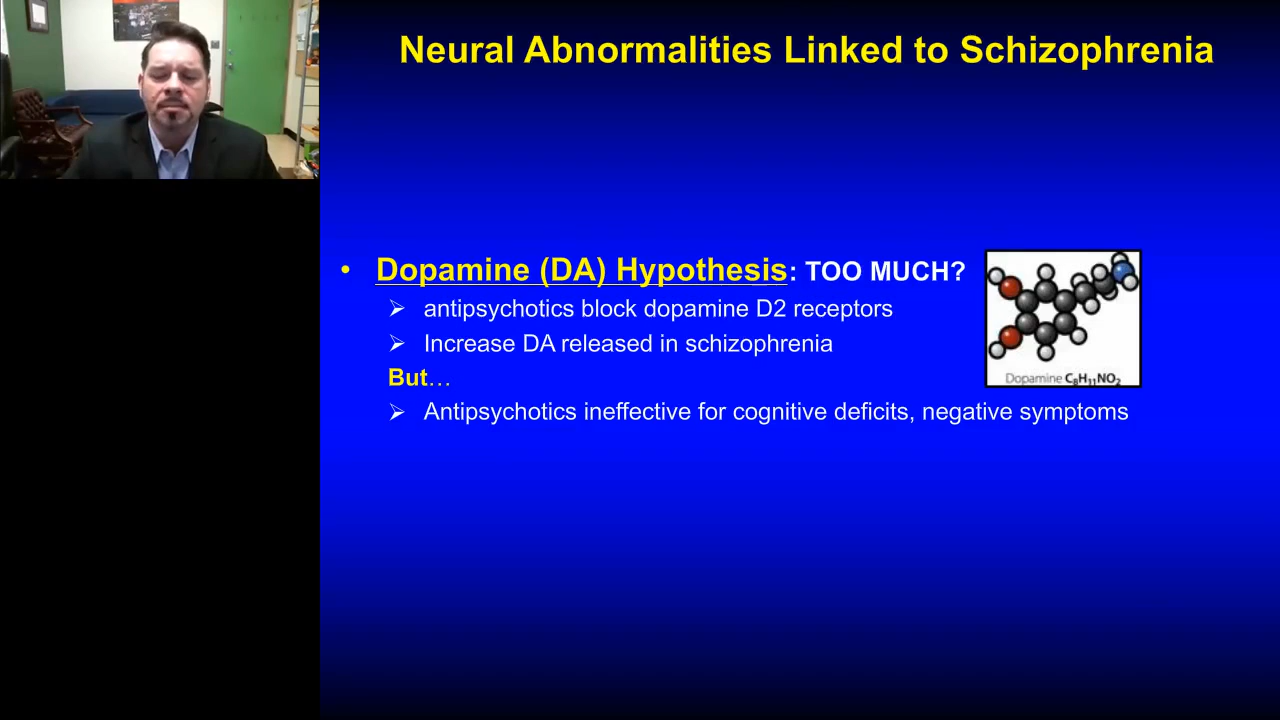 Neural Abnormalities Linked to Schizophrenia
• Dopamine (DA) Hypothesis: TOO MUCH?
➢ antipsychotics block dopamine D2 receptors
➢ Increase DA released in schizophrenia
But…
➢ Antipsychotics ineffective for cognitive deficits, negative symptoms
Dopamine C₈H₁₁NO₂